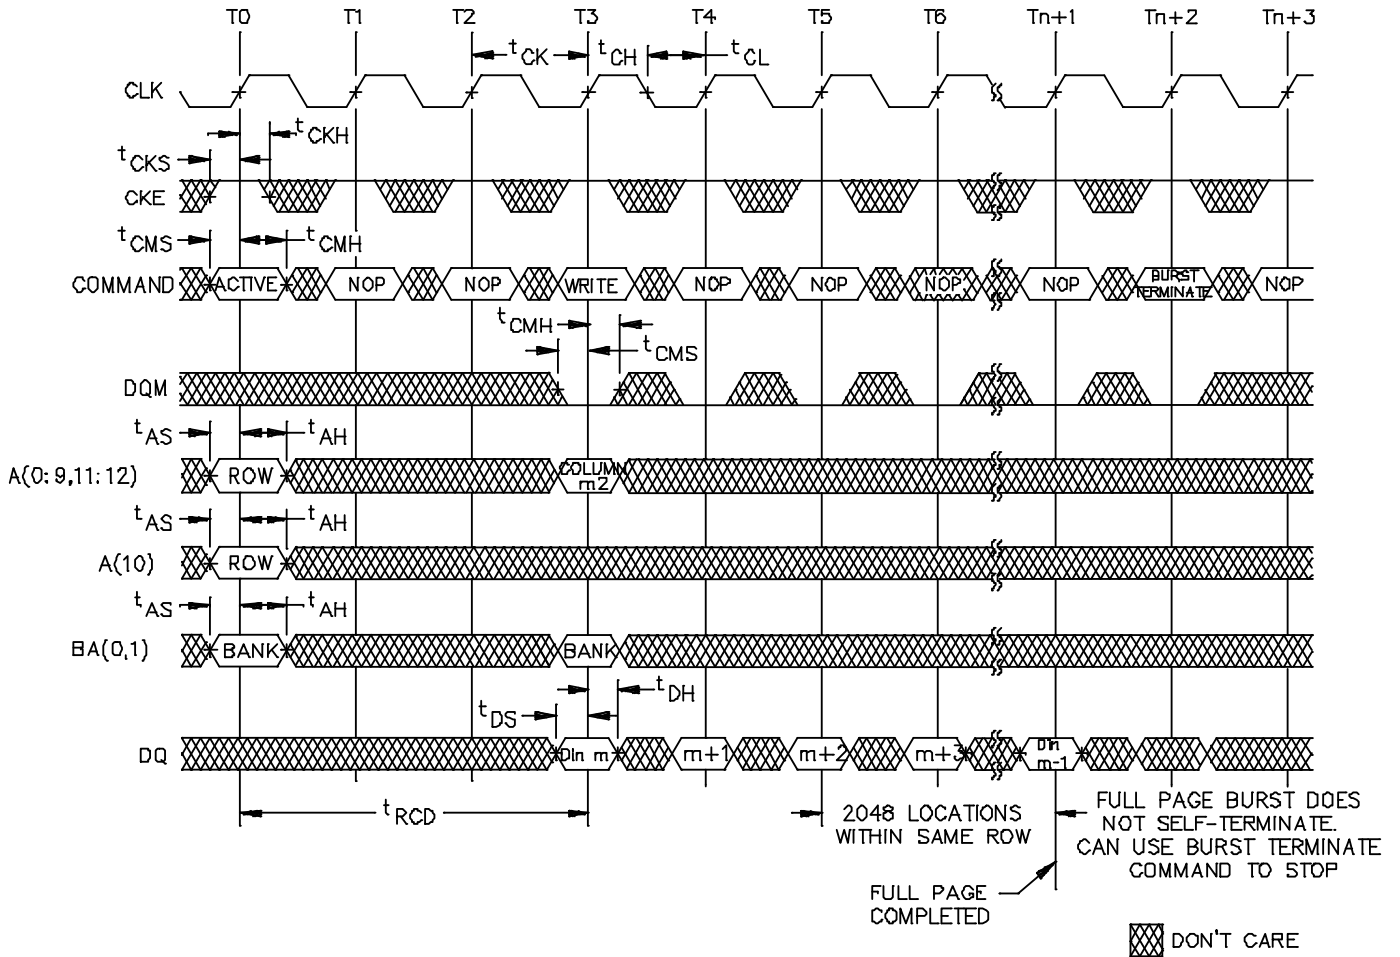 T0 T1 T2 T3 T4 T5 T6 Tn+1 Tn+2 Tn+3
tCK tCH tCL
CLK
tCKH
tCKS
CKE
tCMS tCMH
COMMAND ACTIVE NOP NOP WRITE NOP NOP NOP NOP BURST TERMINATE NOP
tCMH
tCMS
DQM
tAS tAH
A(0:9,11:12) ROW COLUMN m2
tAS tAH
A(10) ROW
tAS tAH
BA(0,1) BANK BANK
tDH
tDS
DQ DIn m m+1 m+2 m+3 DIn m-1
tRCD
2048 LOCATIONS
WITHIN SAME ROW
FULL PAGE BURST DOES
NOT SELF-TERMINATE.
CAN USE BURST TERMINATE
COMMAND TO STOP
FULL PAGE
COMPLETED
DON'T CARE